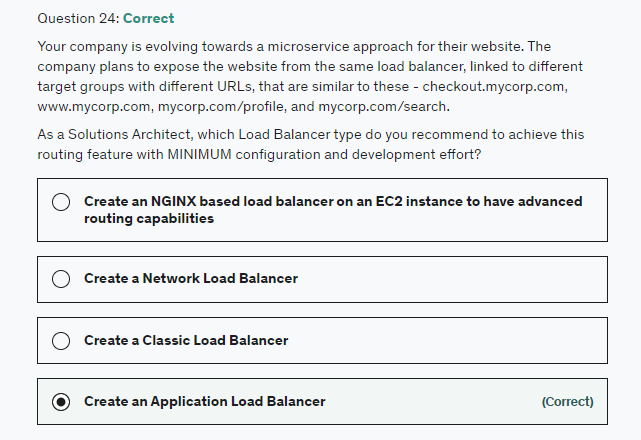 Question 24: Correct
Your company is evolving towards a microservice approach for their website. The
company plans to expose the website from the same load balancer, linked to different
target groups with different URLs, that are similar to these - checkout.mycorp.com,
www.mycorp.com, mycorp.com/profile, and mycorp.com/search.
As a Solutions Architect, which Load Balancer type do you recommend to achieve this
routing feature with MINIMUM configuration and development effort?
Create an NGINX based load balancer on an EC2 instance to have advanced
routing capabilities
Create a Network Load Balancer
Create a Classic Load Balancer
Create an Application Load Balancer (Correct)